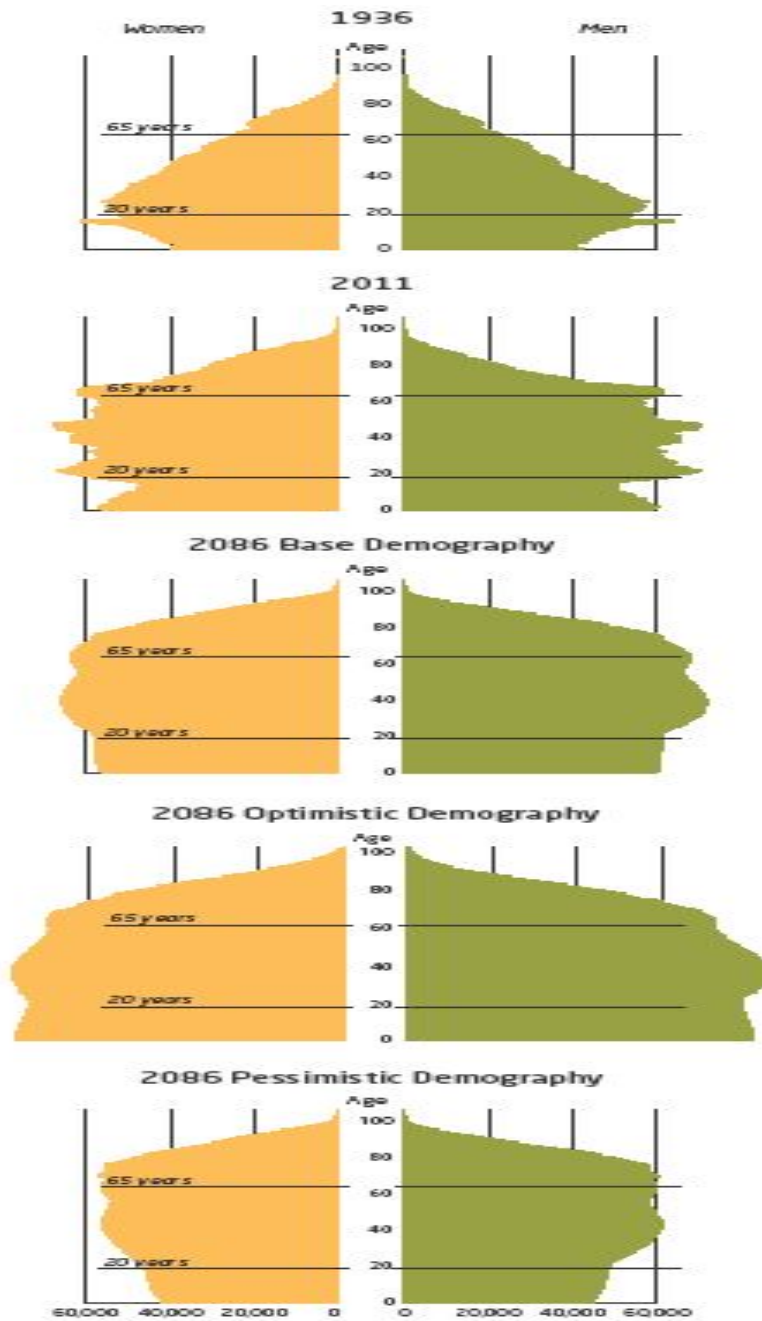 1936
Women Men
Age
100
80
65 years
60
40
20 years
20
0
2011
Age
100
80
65 years
60
40
20 years
20
0
2086 Base Demography
Age
100
80
65 years
60
40
20 years
20
0
2086 Optimistic Demography
Age
100
80
65 years
60
40
20 years
20
0
2086 Pessimistic Demography
Age
100
80
65 years
60
40
20 years
20
0
60,000 40,000 20,000 0 0 20,000 40,000 60,000